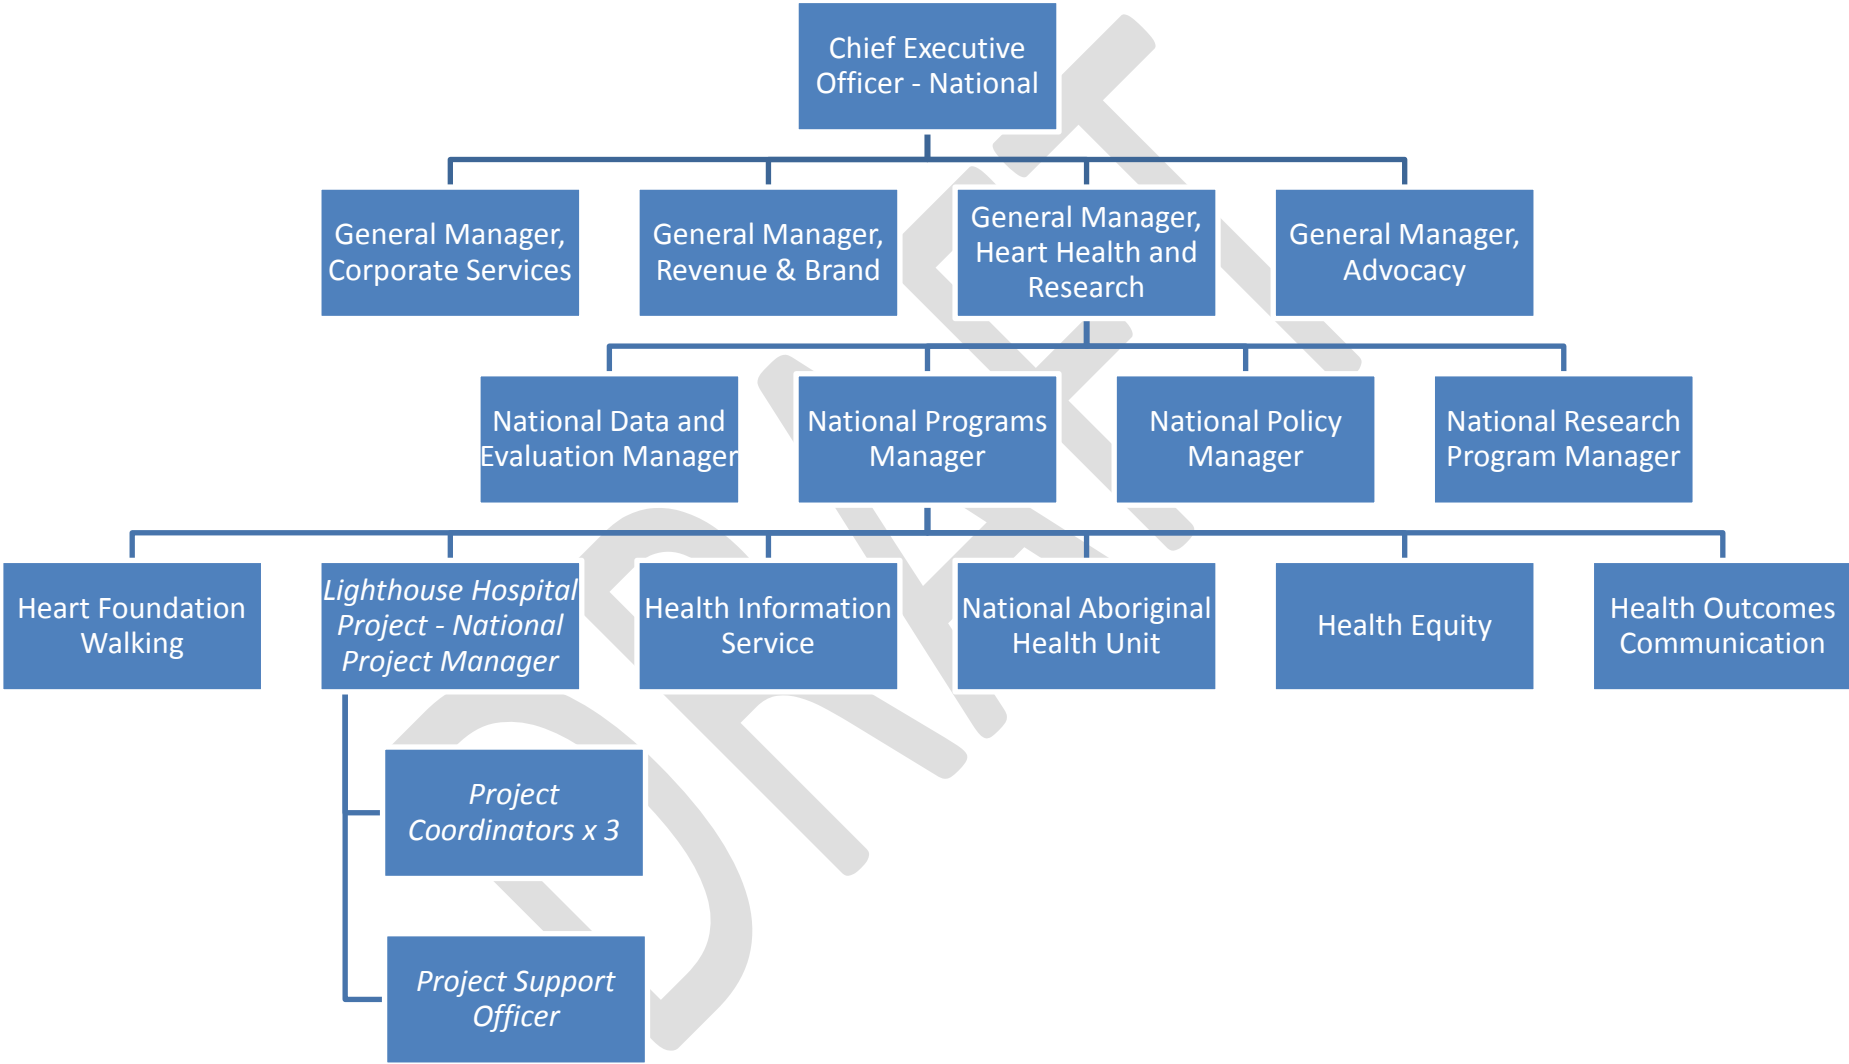 Chief Executive
Officer - National
General Manager,
Corporate Services
General Manager,
Revenue & Brand
General Manager,
Heart Health and
Research
General Manager,
Advocacy
National Data and
Evaluation Manager
National Programs
Manager
National Policy
Manager
National Research
Program Manager
Heart Foundation
Walking
Lighthouse Hospital
Project - National
Project Manager
Health Information
Service
National Aboriginal
Health Unit
Health Equity
Health Outcomes
Communication
Project
Coordinators x 3
Project Support
Officer
DRAFT